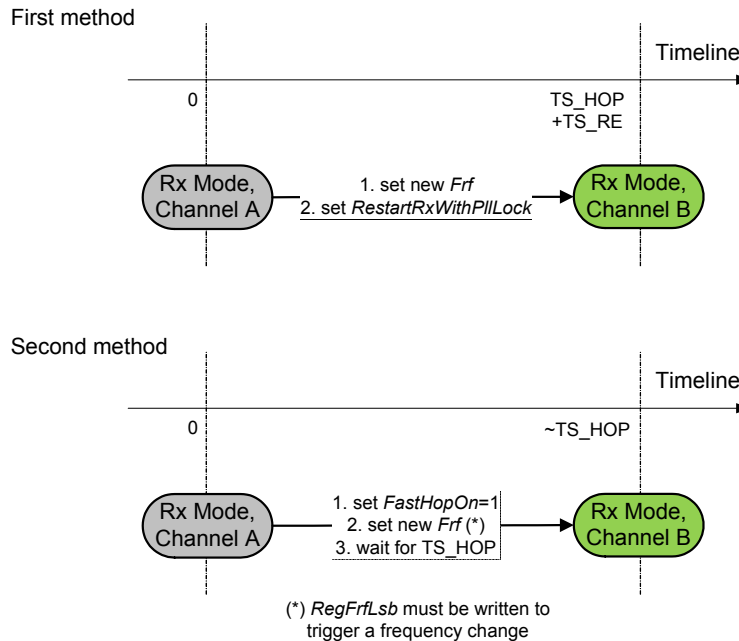 First method
Timeline
0
TS_HOP
+TS_RE
Rx Mode,
Channel A
1. set new Frf
2. set RestartRxWithPllLock
Rx Mode,
Channel B
Second method
Timeline
0
~TS_HOP
Rx Mode,
Channel A
1. set FastHopOn=1
2. set new Frf (*)
3. wait for TS_HOP
Rx Mode,
Channel B
(*) RegFrfLsb must be written to
trigger a frequency change